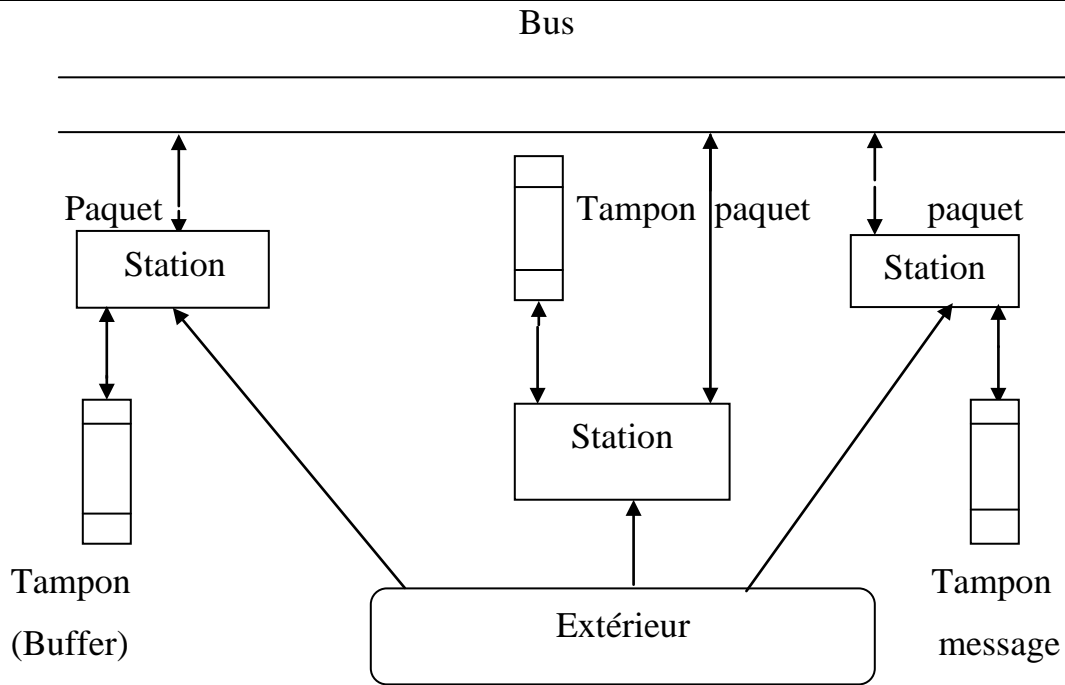 Bus
Paquet
Tampon
paquet
paquet
Station
Station
Station
Tampon
(Buffer)
Extérieur
Tampon
message